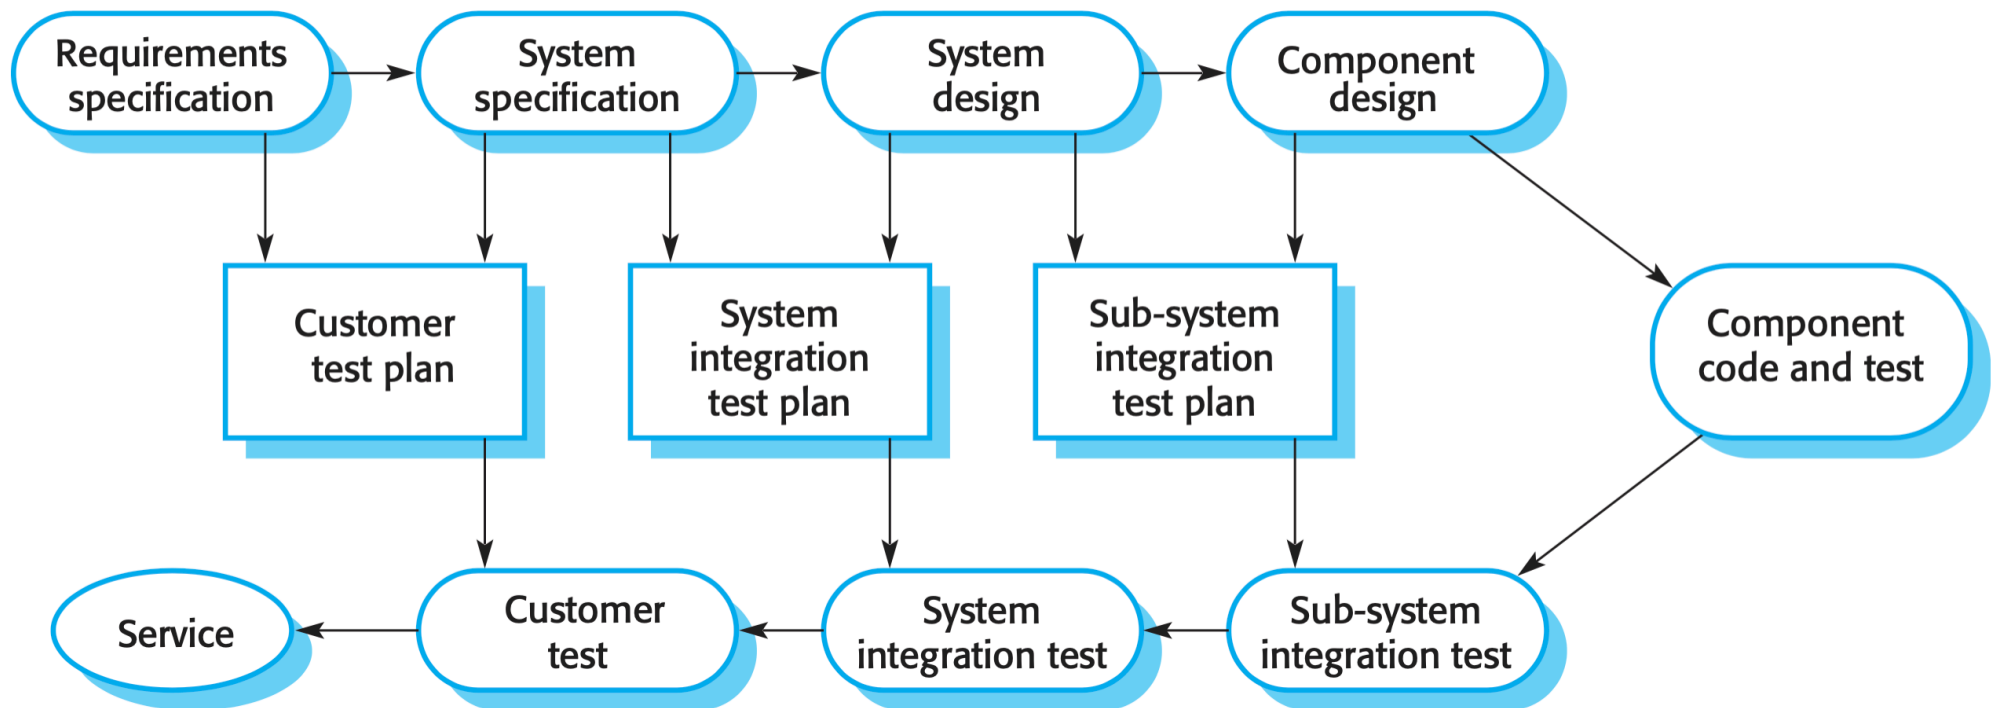 Requirements
specification
System
specification
System
design
Component
design
Customer
test plan
System
integration
test plan
Sub-system
integration
test plan
Component
code and test
Service
Customer
test
System
integration test
Sub-system
integration test